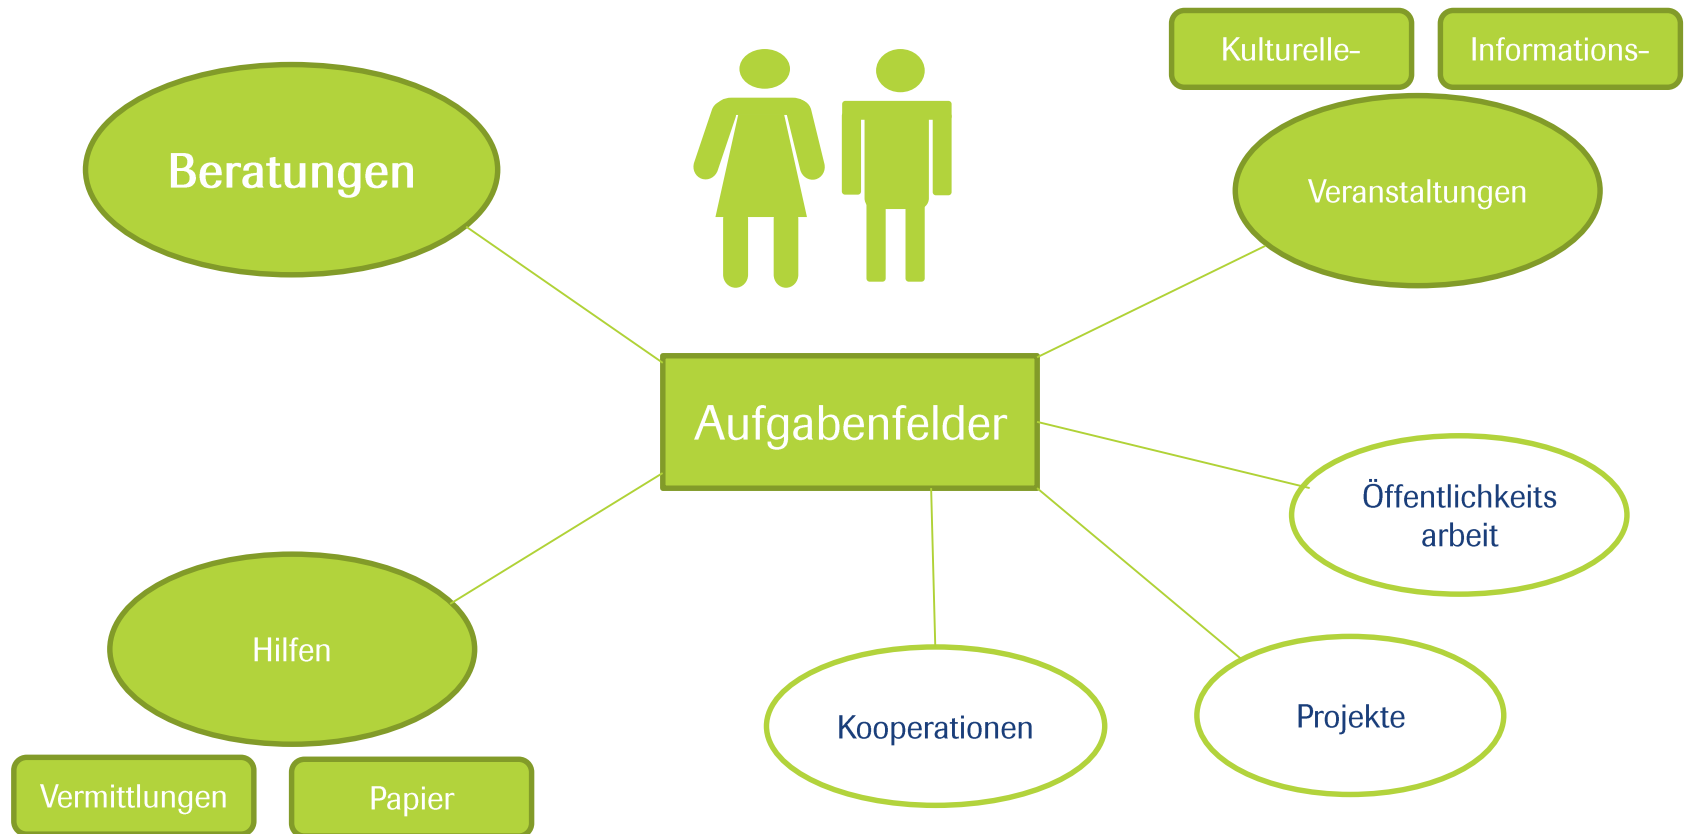 Kulturelle-
Informations-
Beratungen
Veranstaltungen
Aufgabenfelder
Öffentlichkeits
arbeit
Hilfen
Kooperationen
Projekte
Vermittlungen
Papier